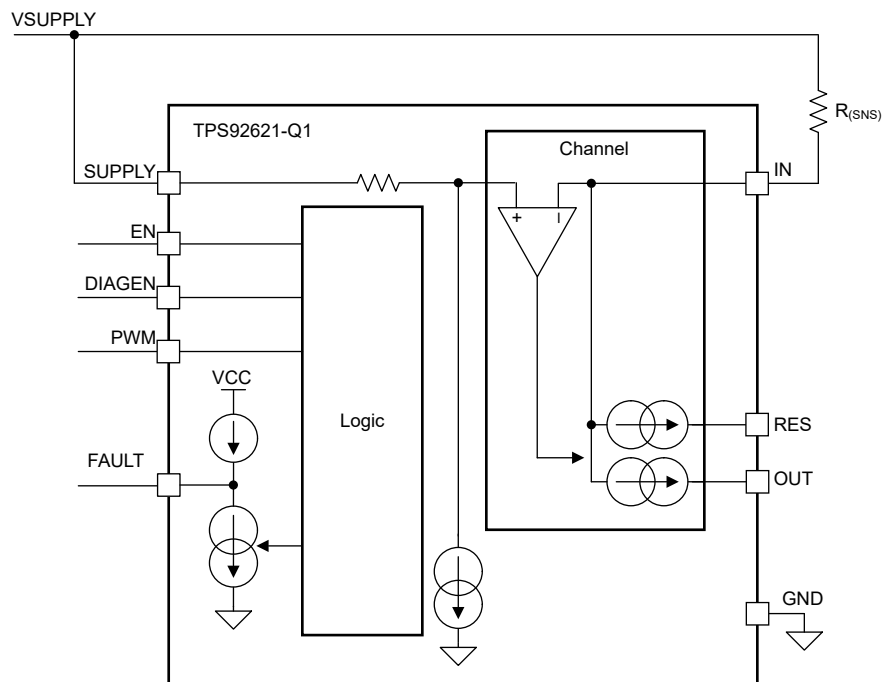 VSUPPLY
R(SNS)
TPS92621-Q1
Channel
SUPPLY
IN
+
–
EN
DIAGEN
PWM
VCC
Logic
FAULT
RES
OUT
GND